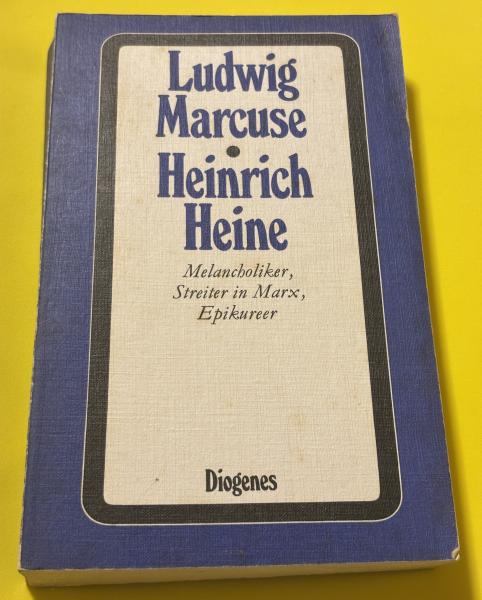 Ludwig
Marcuse
•
Heinrich
Heine
Melancholiker,
Streiter in Marx,
Epikureer
Diogenes